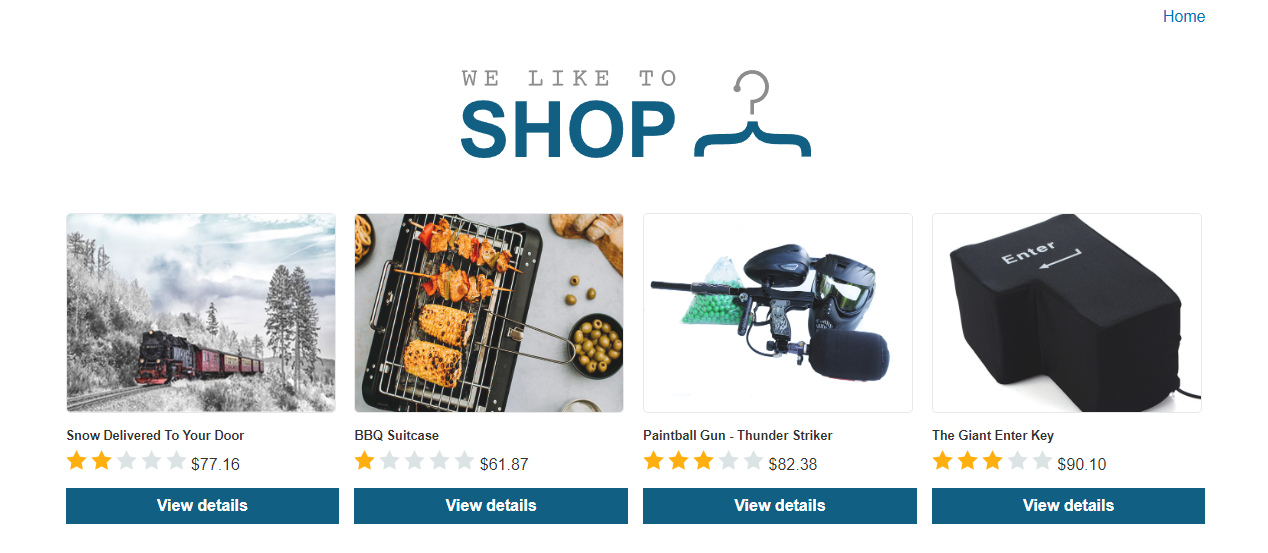 Home
WE LIKE TO
SHOP
Enter
Snow Delivered To Your Door
$77.16
View details
BBQ Suitcase
$61.87
View details
Paintball Gun - Thunder Striker
$82.38
View details
The Giant Enter Key
$90.10
View details